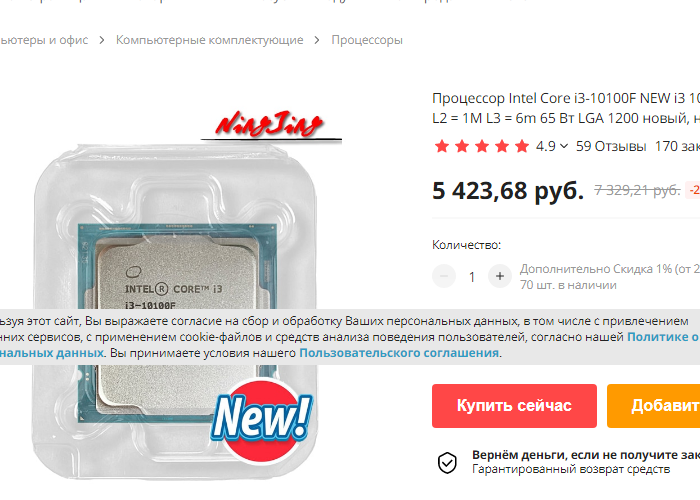 ьютеры и офис > Компьютерные комплектующие > Процессоры
NingJing
Процессор Intel Core i3-10100F NEW i3 10
L2 = 1M L3 = 6m 65 Вт LGA 1200 новый, н
4.9 59 Отзывы 170 зак
5 423,68 руб. 7 329,21 руб. -2
Количество:
1
Дополнительно Скидка 1% (от 2
70 шт. в наличии
INTEL® CORE™ i3
i3-10100F
ьзуя этот сайт, Вы выражаете согласие на сбор и обработку Ваших персональных данных, в том числе с привлечением
нних сервисов, с применением cookie-файлов и средств анализа поведения пользователей, согласно нашей Политике о
нальных данных. Вы принимаете условия нашего Пользовательского соглашения.
New!
Купить сейчас
Добавит
Вернём деньги, если не получите зак
Гарантированный возврат средств